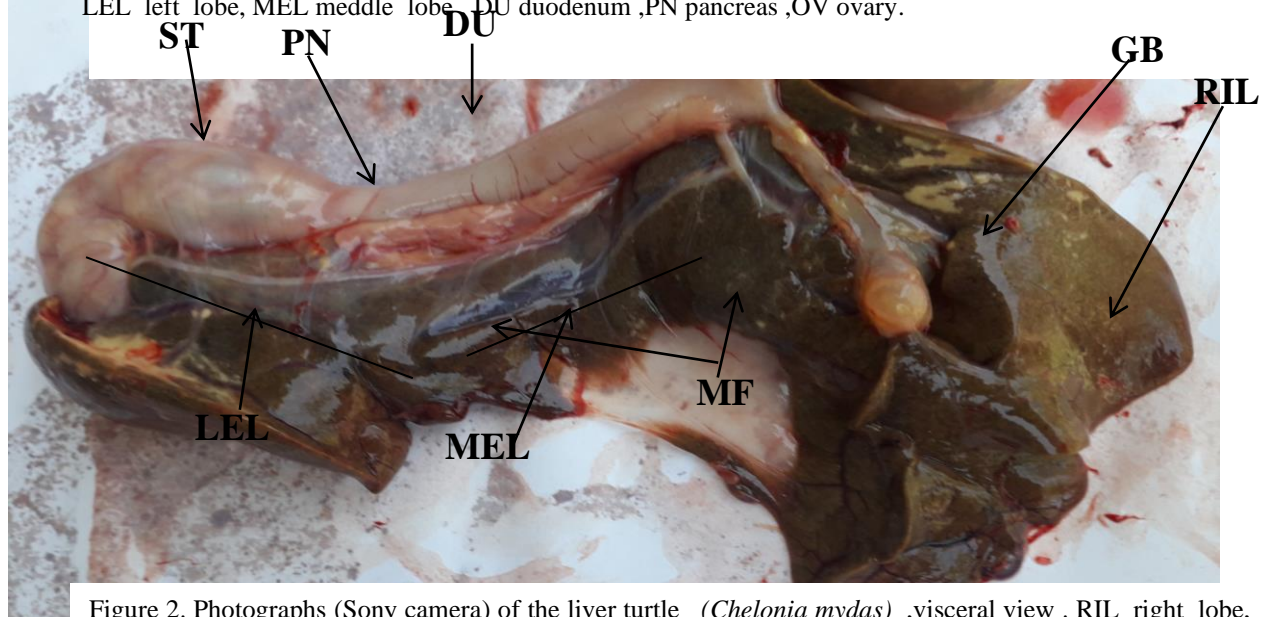 LEL left lobe, MEL meddle lobe, DU duodenum ,PN pancreas ,OV ovary.
ST
PN
DU
GB
RIL
LEL
MEL
MF
Figure 2. Photographs (Sony camera) of the liver turtle (Chelonia mydas) ,visceral view . RIL right lobe,